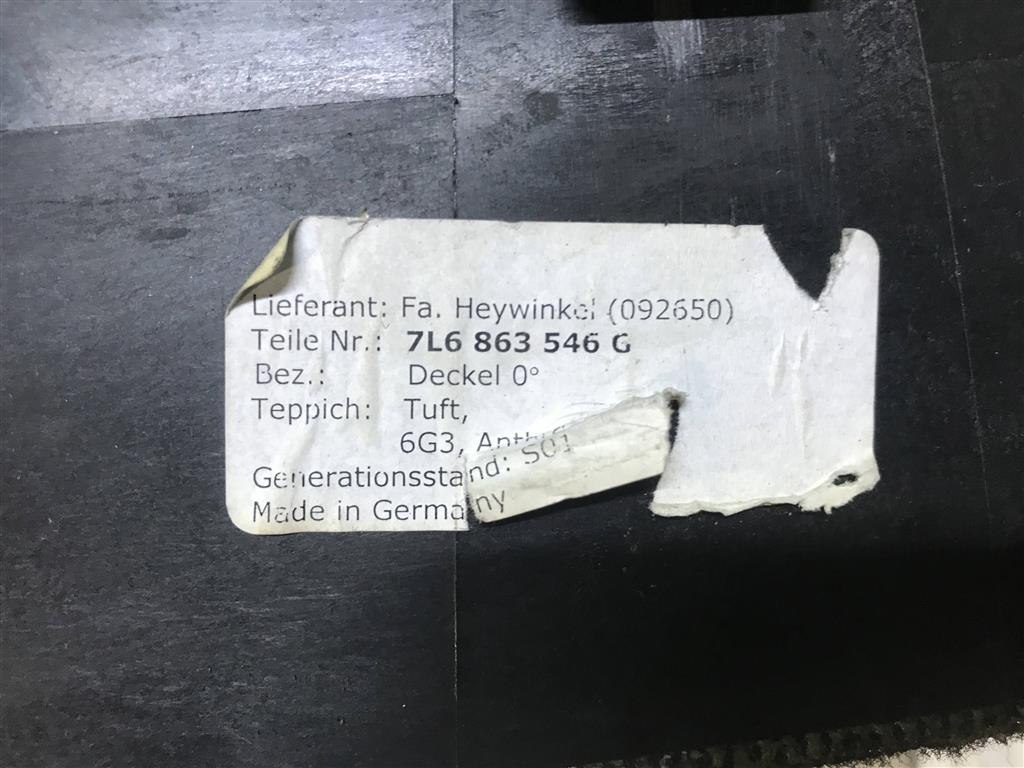 Lieferant: Fa. Heywinkel (092650)
Teile Nr.: 7L6 863 546 G
Bez.: Deckel 0°
Teppich: Tuft,
6G3,
Generationsstand: S01
Made in Germany